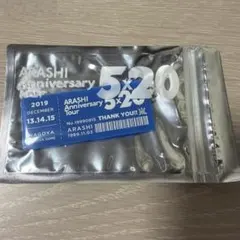 ARASHI
Anniversary
Tour
5×20
2019
DECEMBER
13.14.15
NAGOYA
ARASHI
Anniversary
Tour
5×20
THANK YOU!!
ARASHI
1999.11.03